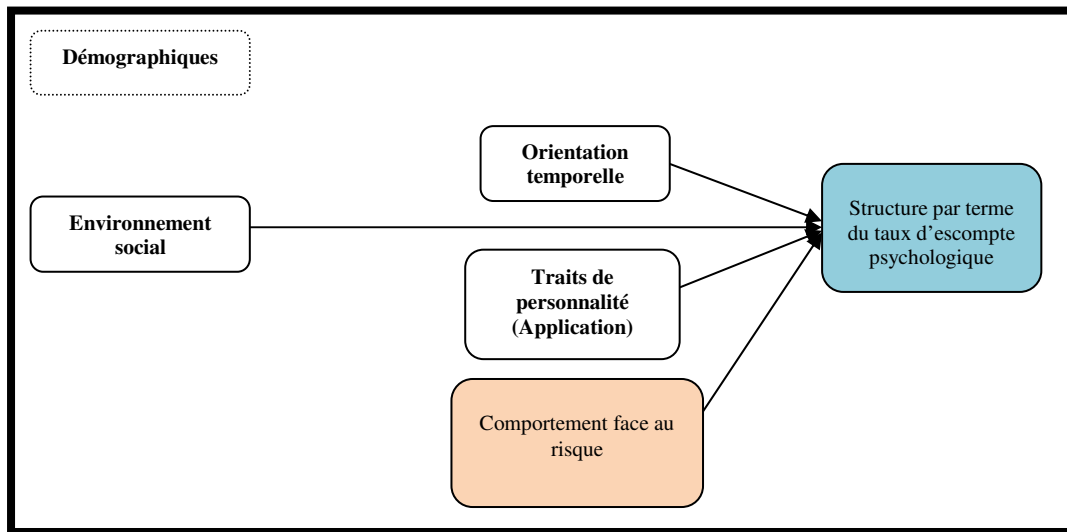 Démographiques
Orientation
temporelle
Environnement
social
Structure par terme
du taux d’escompte
psychologique
Traits de
personnalité
(Application)
Comportement face au
risque